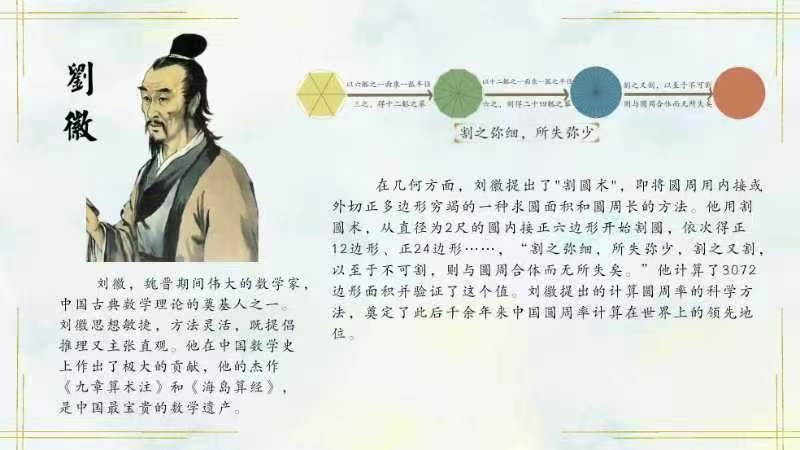 劉徽
以六觚之一面乘一弧半径
三之，得十二觚之幂
以十二觚之一面乘一弧之半径
六之，则得二十四觚之幂
割之又割，以至于不可割
则与圆周合体而无所失矣
割之弥细，所失弥少
在几何方面，刘徽提出了"割圆术"，即将圆周用内接或
外切正多边形穷竭的一种求圆面积和圆周长的方法。他用割
圆术，从直径为2尺的圆内接正六边形开始割圆，依次得正
12边形、正24边形……，“割之弥细，所失弥少，割之又割，
以至于不可割，则与圆周合体而无所失矣。”他计算了3072
边形面积并验证了这个值。刘徽提出的计算圆周率的科学方
法，奠定了此后千余年来中国圆周率计算在世界上的领先地
位。
刘徽，魏晋期间伟大的数学家，
中国古典数学理论的奠基人之一。
刘徽思想敏捷，方法灵活，既提倡
推理又主张直观。他在中国数学史
上作出了极大的贡献，他的杰作
《九章算术注》和《海岛算经》，
是中国最宝贵的数学遗产。